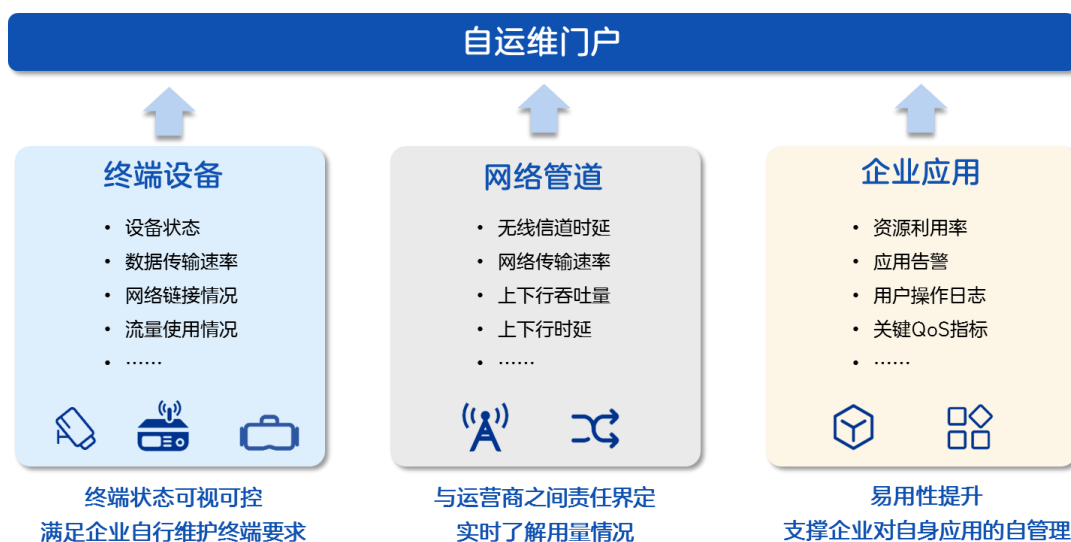 自运维门户
终端设备
• 设备状态
• 数据传输速率
• 网络链接情况
• 流量使用情况
• ……
终端状态可视可控
满足企业自行维护终端要求
网络管道
• 无线信道时延
• 网络传输速率
• 上下行吞吐量
• 上下行时延
• ……
与运营商之间责任界定
实时了解用量情况
企业应用
• 资源利用率
• 应用告警
• 用户操作日志
• 关键QoS指标
• ……
易用性提升
支撑企业对自身应用的自管理